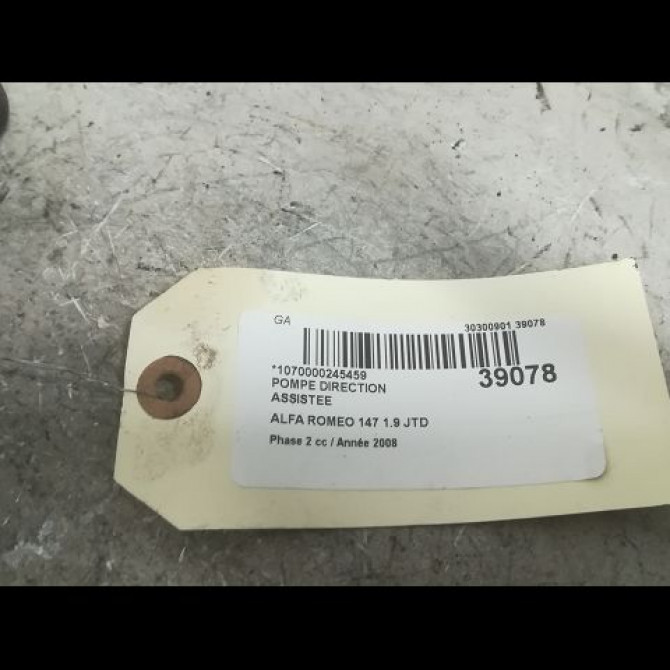 GA
30300901 39078
*1070000245459
39078
POMPE DIRECTION
ASSISTEE
ALFA ROMEO 147 1.9 JTD
Phase 2 cc / Année 2008